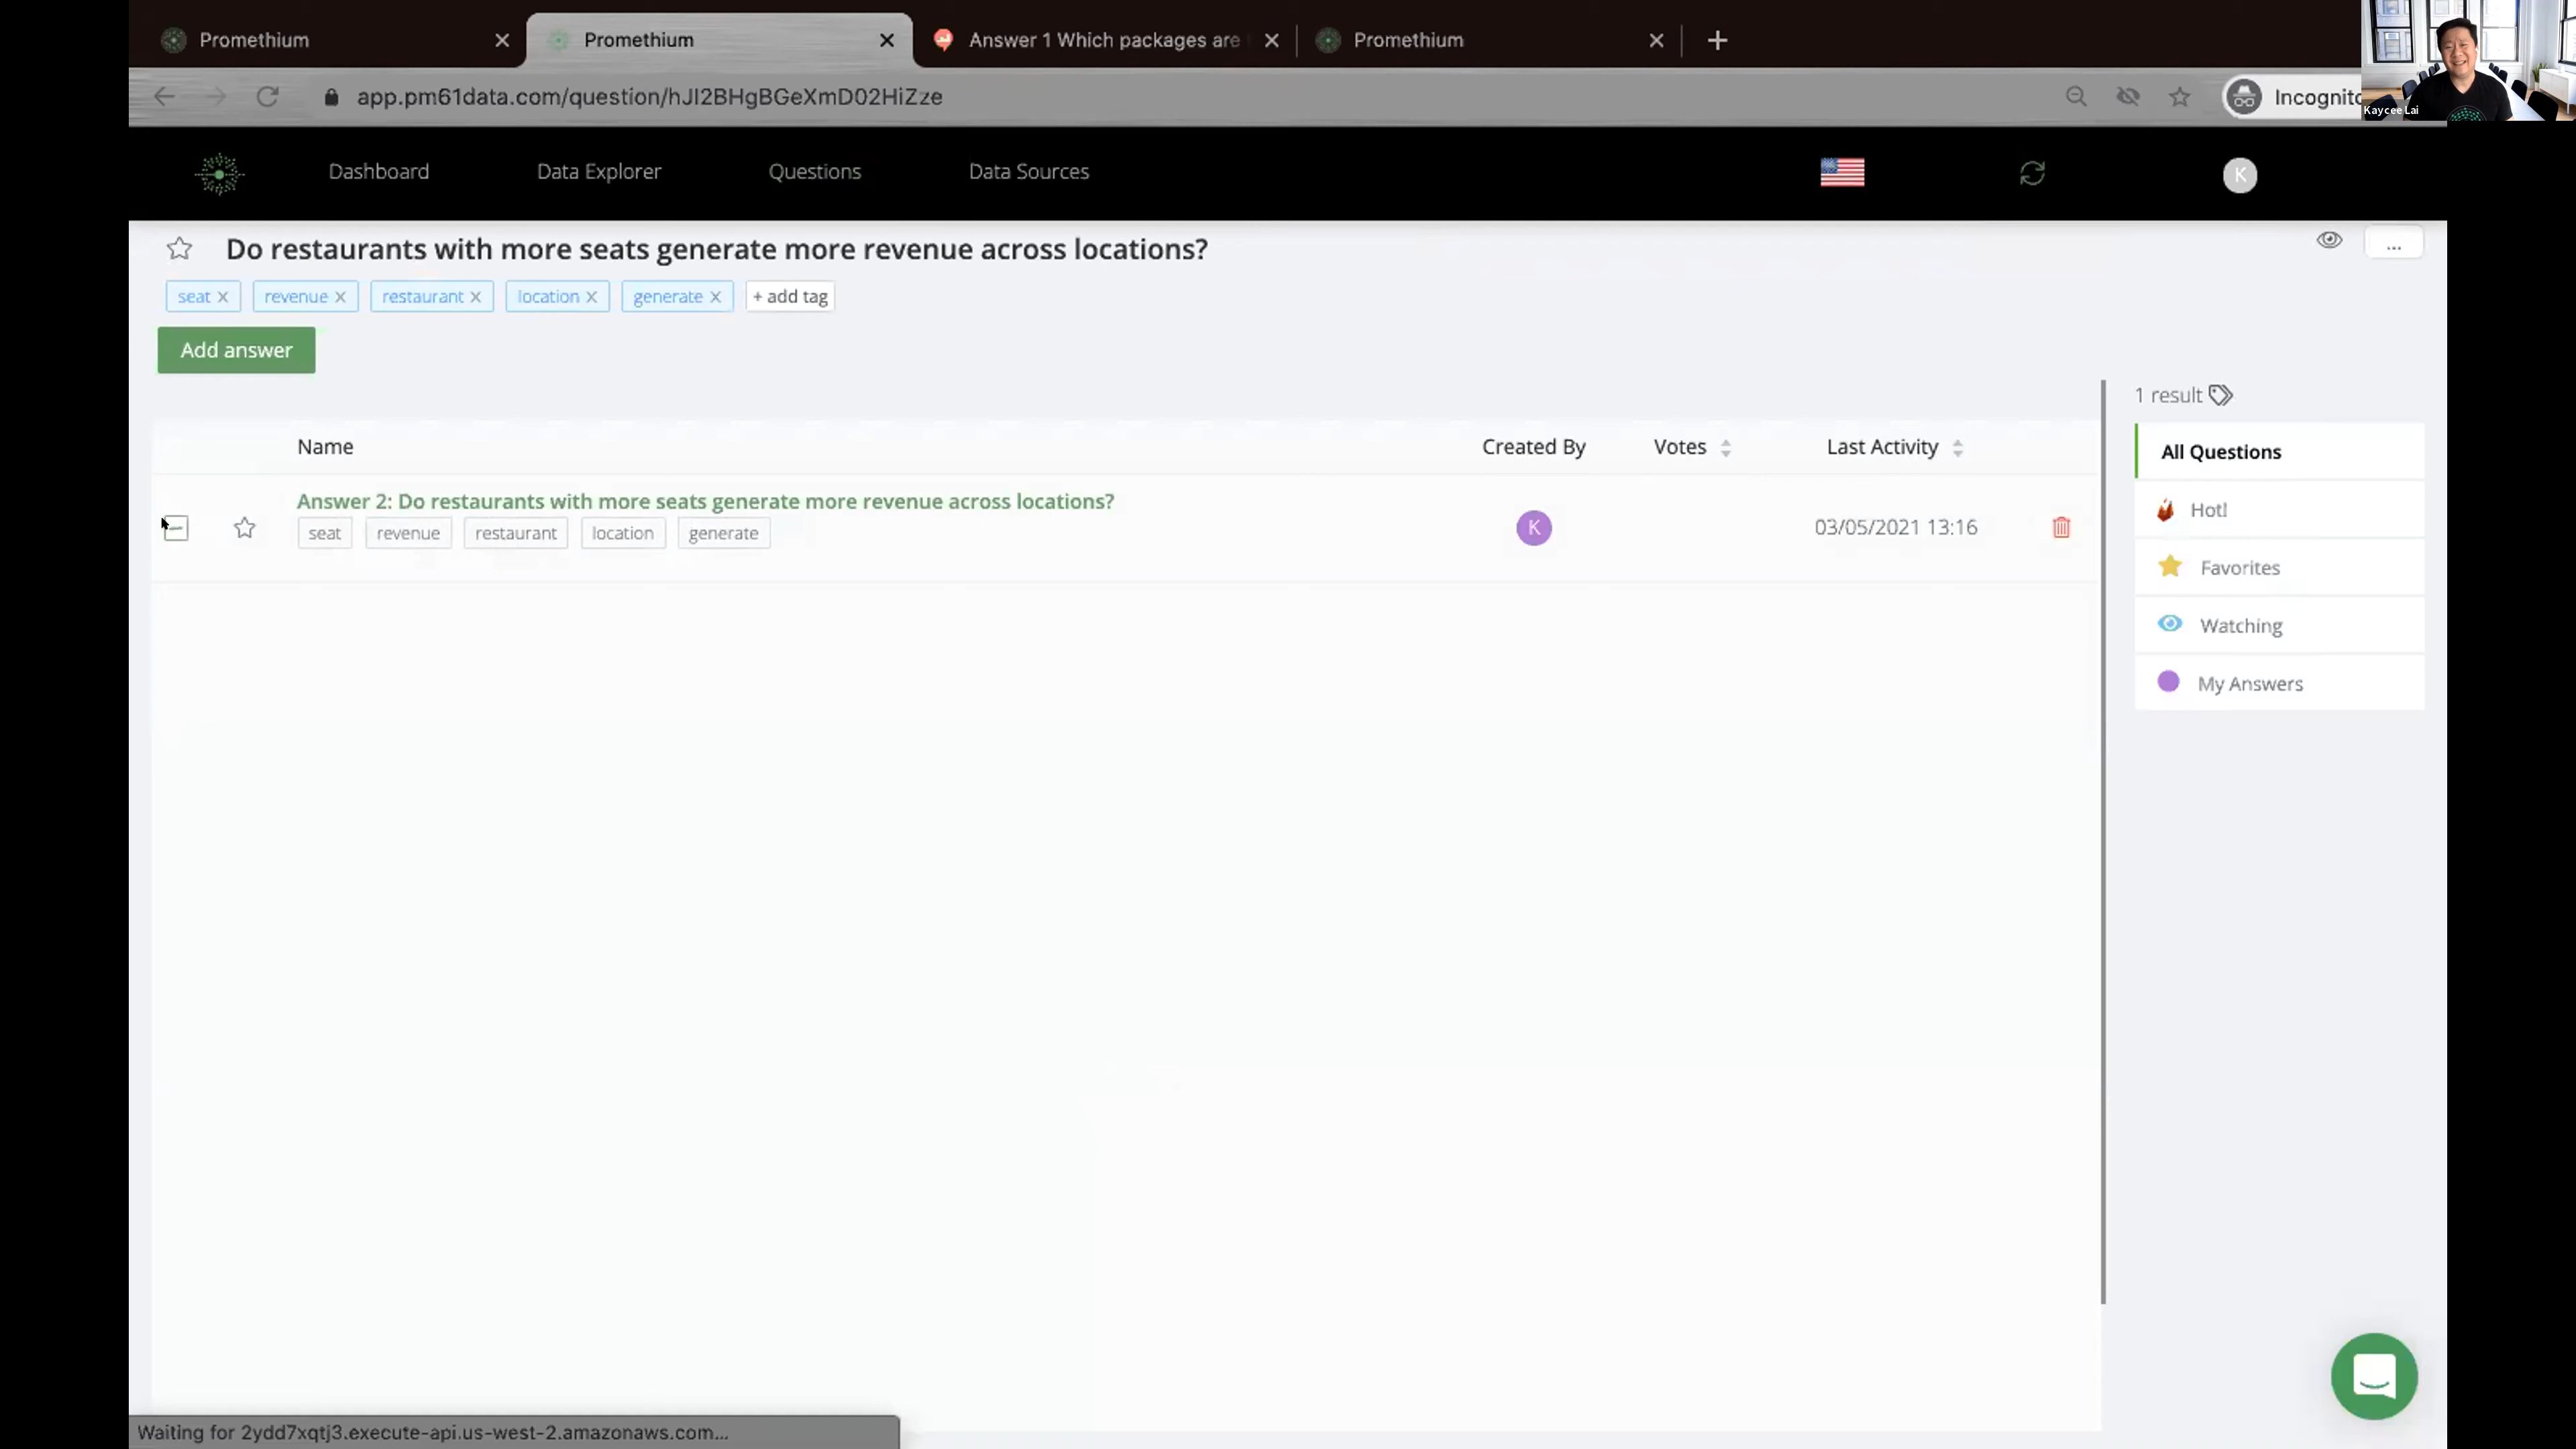 Promethium
Promethium
Answer 1 Which packages are
Promethium
app.pm61data.com/question/hJI2BHgBGeXmD02HiZze
Incognito
Kaycee Lai
Dashboard
Data Explorer
Questions
Data Sources
K
Do restaurants with more seats generate more revenue across locations?
...
seat
revenue
restaurant
location
generate
+ add tag
Add answer
1 result
Name
Created By
Votes
Last Activity
All Questions
Answer 2: Do restaurants with more seats generate more revenue across locations?
seat
revenue
restaurant
location
generate
K
03/05/2021 13:16
Hot!
Favorites
Watching
My Answers
Waiting for 2ydd7xqtj3.execute-api.us-west-2.amazonaws.com...